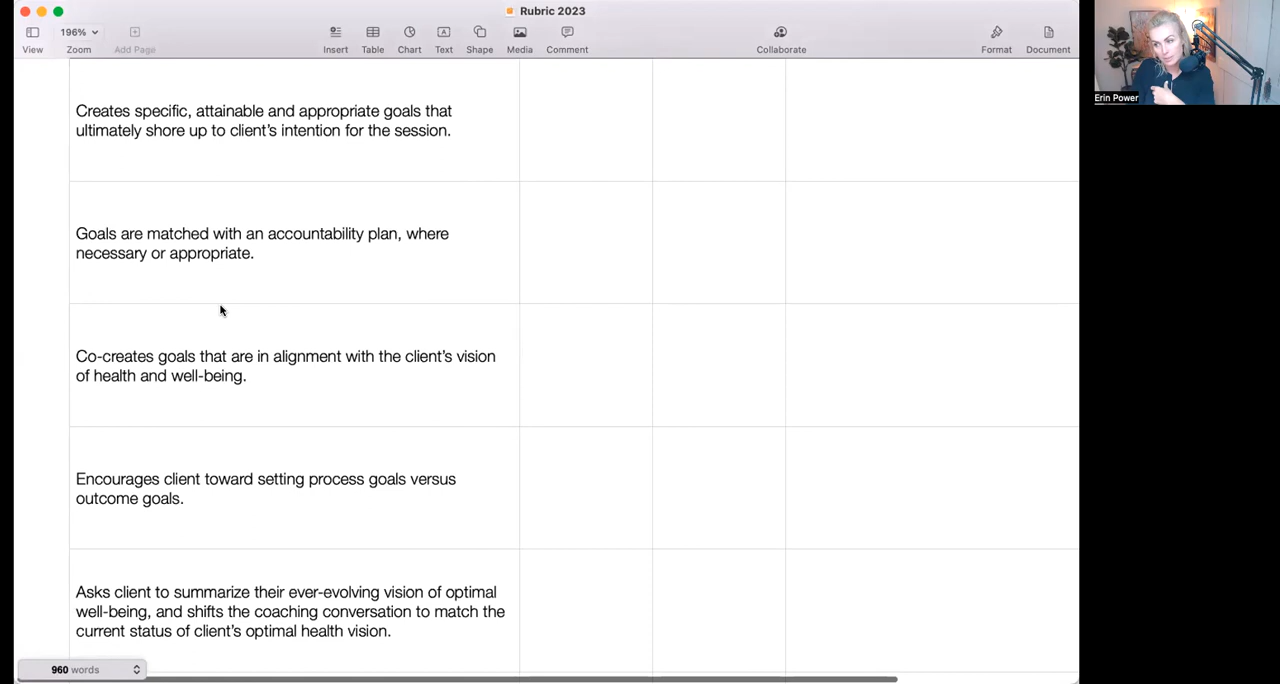 Rubric 2023
196%
View
Zoom
Add Page
Insert
Table
Chart
Text
Shape
Media
Comment
Collaborate
Format
Document
Erin Power
Creates specific, attainable and appropriate goals that
ultimately shore up to client's intention for the session.
Goals are matched with an accountability plan, where
necessary or appropriate.
Co-creates goals that are in alignment with the client's vision
of health and well-being.
Encourages client toward setting process goals versus
outcome goals.
Asks client to summarize their ever-evolving vision of optimal
well-being, and shifts the coaching conversation to match the
current status of client's optimal health vision.
960 words